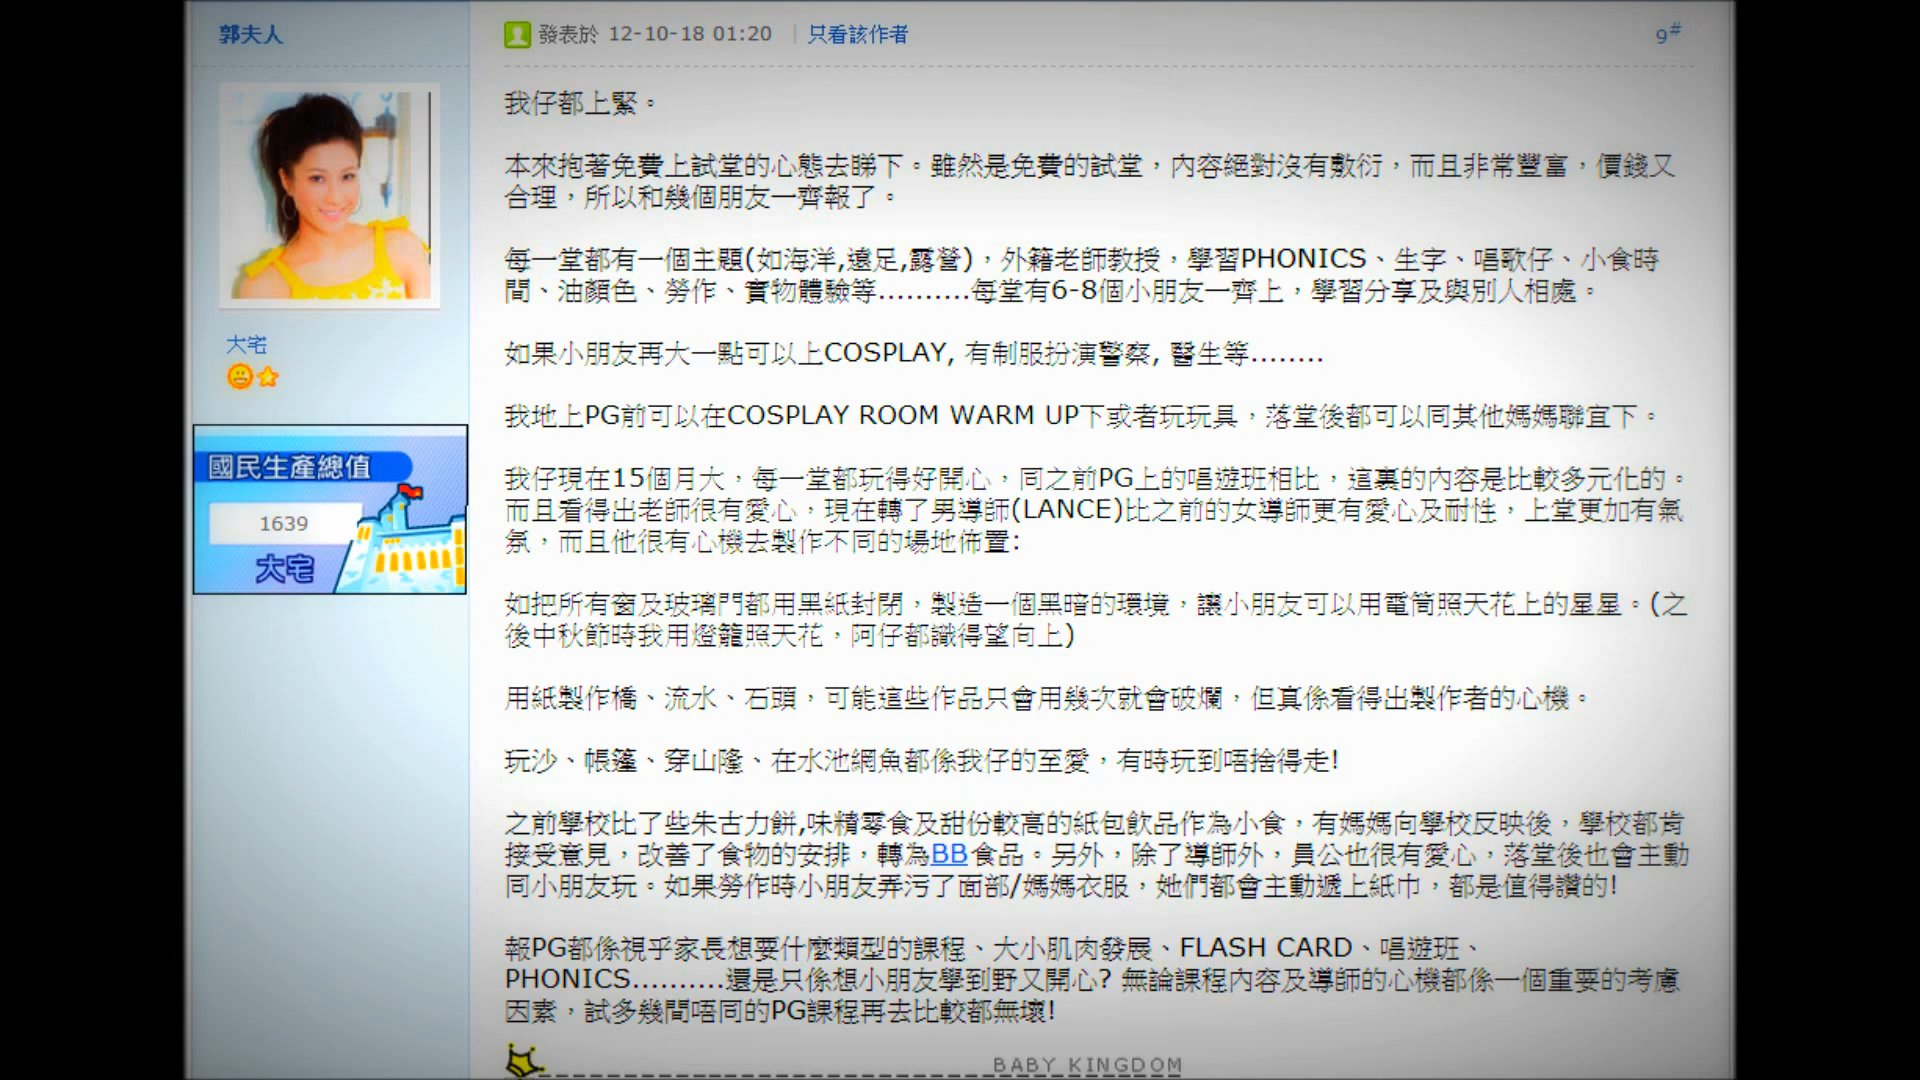 郭夫人
發表於 12-10-18 01:20 | 只看該作者
9#
我仔都上緊。
本來抱著免費上試堂的心態去睇下。雖然是免費的試堂，內容絕對沒有敷衍，而且非常豐富，價錢又
合理，所以和幾個朋友一齊報了。
每一堂都有一個主題(如海洋,遠足,露營)，外籍老師教授，學習PHONICS、生字、唱歌仔、小食時
間、油顏色、勞作、實物體驗等..........每堂有6-8個小朋友一齊上，學習分享及與別人相處。
如果小朋友再大一點可以上COSPLAY, 有制服扮演警察, 醫生等........
我地上PG前可以在COSPLAY ROOM WARM UP下或者玩玩具，落堂後都可以同其他媽媽聯宜下。
我仔現在15個月大，每一堂都玩得好開心，同之前PG上的唱遊班相比，這裏的內容是比較多元化的。
而且看得出老師很有愛心，現在轉了男導師(LANCE)比之前的女導師更有愛心及耐性，上堂更加有氣
氛，而且他很有心機去製作不同的場地佈置:
如把所有窗及玻璃門都用黑紙封閉，製造一個黑暗的環境，讓小朋友可以用電筒照天花上的星星。(之
後中秋節時我用燈籠照天花，阿仔都識得望向上)
用紙製作橋、流水、石頭，可能這些作品只會用幾次就會破爛，但真係看得出製作者的心機。
玩沙、帳篷、穿山隆、在水池網魚都係我仔的至愛，有時玩到唔捨得走!
之前學校比了些朱古力餅,味精零食及甜份較高的紙包飲品作為小食，有媽媽向學校反映後，學校都肯
接受意見，改善了食物的安排，轉為BB食品。另外，除了導師外，員公也很有愛心，落堂後也會主動
同小朋友玩。如果勞作時小朋友弄污了面部/媽媽衣服，她們都會主動遞上紙巾，都是值得讚的!
報PG都係視乎家長想要什麼類型的課程、大小肌肉發展、FLASH CARD、唱遊班、
PHONICS..........還是只係想小朋友學到野又開心? 無論課程內容及導師的心機都係一個重要的考慮
因素，試多幾間唔同的PG課程再去比較都無壞!
大宅
國民生產總值
1639
大宅
BABY KINGDOM